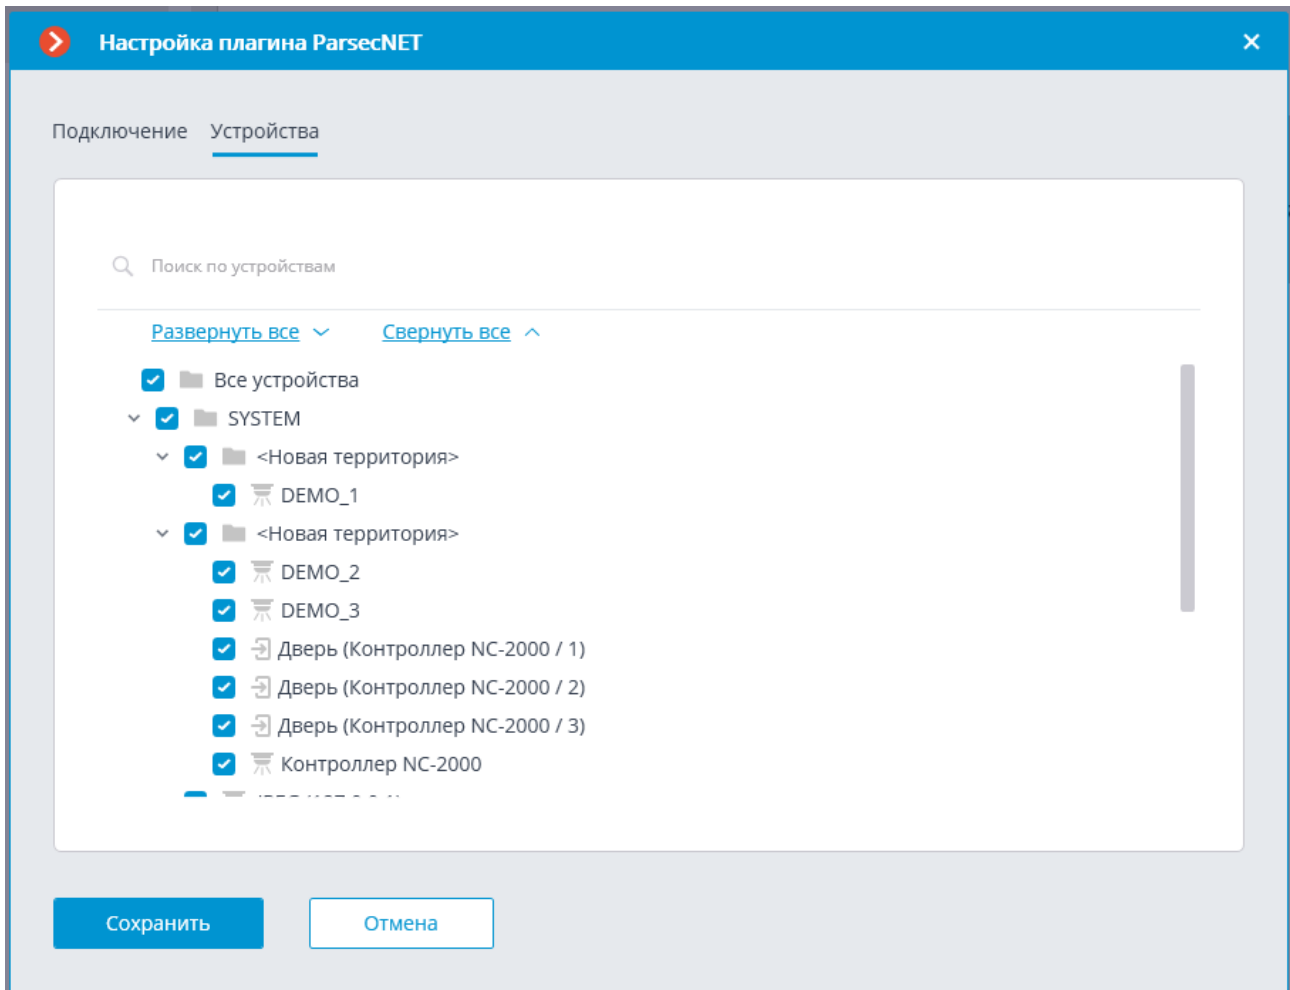 Настройка плагина ParsecNET
Подключение Устройства
Поиск по устройствам
Развернуть все Свернуть все
Все устройства
SYSTEM
<Новая территория>
DEMO_1
<Новая территория>
DEMO_2
DEMO_3
Дверь (Контроллер NC-2000 / 1)
Дверь (Контроллер NC-2000 / 2)
Дверь (Контроллер NC-2000 / 3)
Контроллер NC-2000
Сохранить Отмена